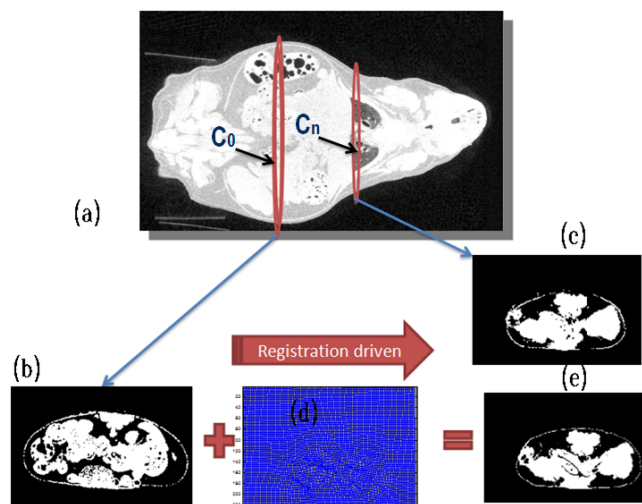 C0
Cn
(a)
(c)
Registration driven
(b)
(d)
(e)